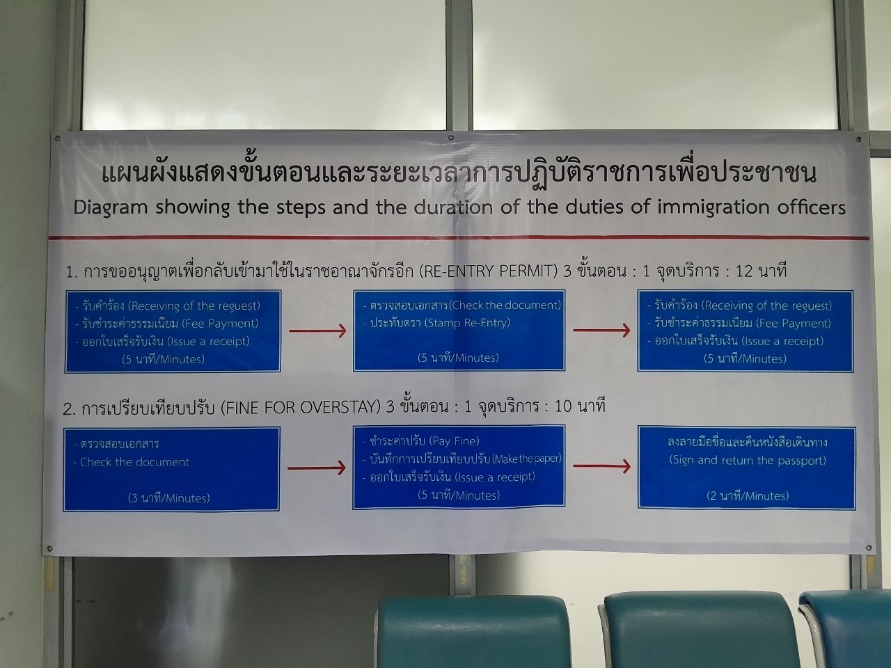 แผนผังแสดงขั้นตอนและระยะเวลาการปฏิบัติราชการเพื่อประชาชน
Diagram showing the steps and the duration of the duties of immigration officers
1. การขออนุญาตเพื่อกลับเข้ามาใช้ในราชอาณาจักรอีก (RE-ENTRY PERMIT) 3 ขั้นตอน : 1 จุดบริการ : 12 นาที
- รับคำร้อง (Receiving of the reguest)
- รับชำระค่าธรรมเนียม (Fee Payment)
- ออกใบเสร็จรับเงิน (Issue a receipt)
(5 นาที/Minutes)
- ตรวจสอบเอกสาร(Check the document)
- ประทับตรา (Stamp Re-Entry)
(5 นาที/Minutes)
- รับคำร้อง (Receiving of the reguest)
- รับชำระค่าธรรมเนียม (Fee Payment)
- ออกใบเสร็จรับเงิน (Issue a receipt)
(5 นาที/Minutes)
2. การเปรียบเทียบปรับ (FINE FOR OVERSTAY) 3 ขั้นตอน : 1 จุดบริการ : 10 นาที
- ตรวจสอบเอกสาร
- Check the document
(3 นาที/Minutes)
- ชำระค่าปรับ (Pay Fine)
- บันทึกการเปรียบเทียบปรับ (Make the paper)
- ออกใบเสร็จรับเงิน (Issue a receipt)
(5 นาที/Minutes)
ลงลายมือชื่อและคืนหนังสือเดินทาง
(Sign and return the passport)
(2 นาที/Minutes)